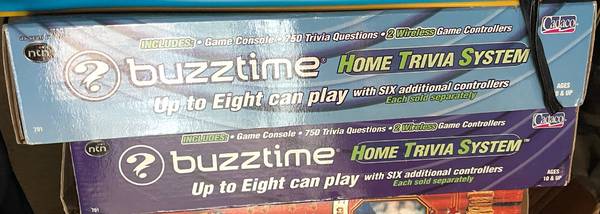 INCLUDES: • Game Console • 750 Trivia Questions • 2 Wireless Game Controllers
Cadaco
ntn
? buzztime® HOME TRIVIA SYSTEM
Up to Eight can play with SIX additional controllers
Each sold separately
AGES
& UP
701
INCLUDES: • Game Console • 750 Trivia Questions • 2 Wireless Game Controllers
Cadaco
ntn
? buzztime® HOME TRIVIA SYSTEM™
Up to Eight can play with SIX additional controllers
Each sold separately
AGES
10 & UP
701